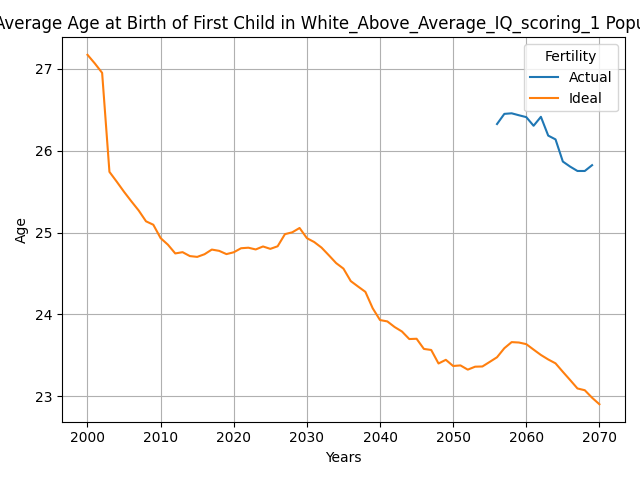 Average Age at Birth of First Child in White_Above_Average_IQ_scoring_1 Popu
Fertility
Actual
Ideal
27
26
25
24
23
Age
2000 2010 2020 2030 2040 2050 2060 2070
Years